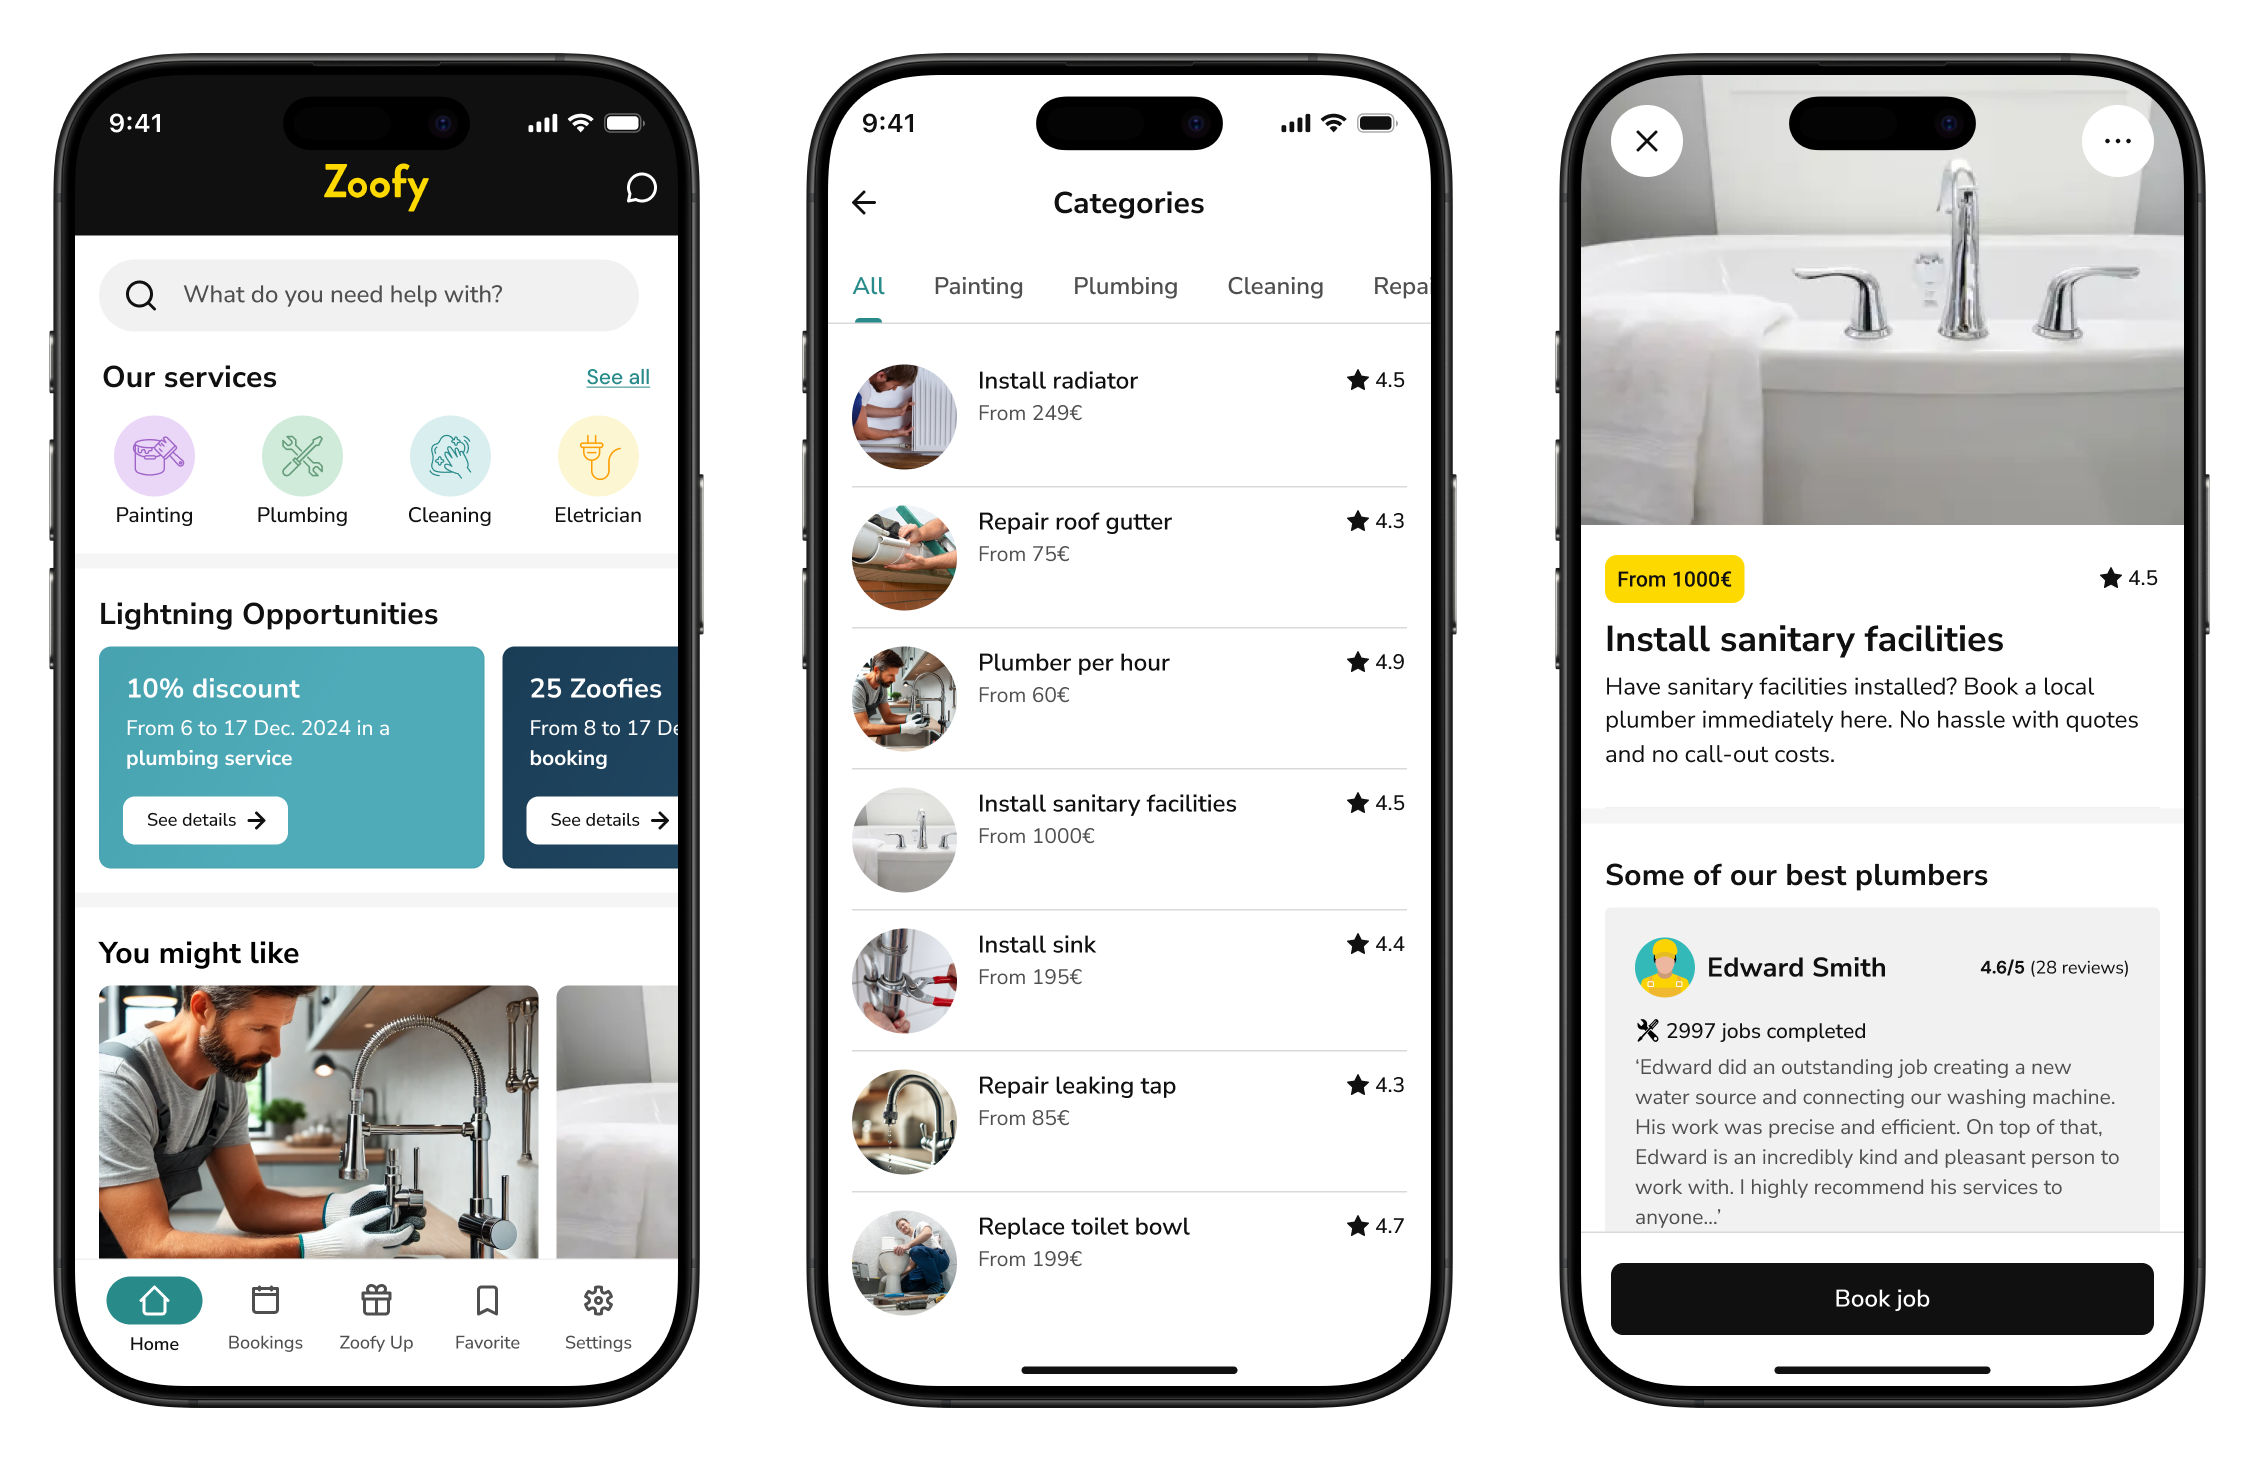 9:41
Zoofy
What do you need help with?
Our services
See all
Painting
Plumbing
Cleaning
Eletrician
Lightning Opportunities
10% discount
From 6 to 17 Dec. 2024 in a
plumbing service
See details
25 Zoofies
From 8 to 17 De
booking
See details
You might like
Home
Bookings
Zoofy Up
Favorite
Settings
9:41
Categories
All
Painting
Plumbing
Cleaning
Repai
Install radiator
4.5
From 249€
Repair roof gutter
4.3
From 75€
Plumber per hour
4.9
From 60€
Install sanitary facilities
4.5
From 1000€
Install sink
4.4
From 195€
Repair leaking tap
4.3
From 85€
Replace toilet bowl
4.7
From 199€
From 1000€
4.5
Install sanitary facilities
Have sanitary facilities installed? Book a local
plumber immediately here. No hassle with quotes
and no call-out costs.
Some of our best plumbers
Edward Smith
4.6/5 (28 reviews)
2997 jobs completed
‘Edward did an outstanding job creating a new
water source and connecting our washing machine.
His work was precise and efficient. On top of that,
Edward is an incredibly kind and pleasant person to
work with. I highly recommend his services to
anyone...’
Book job